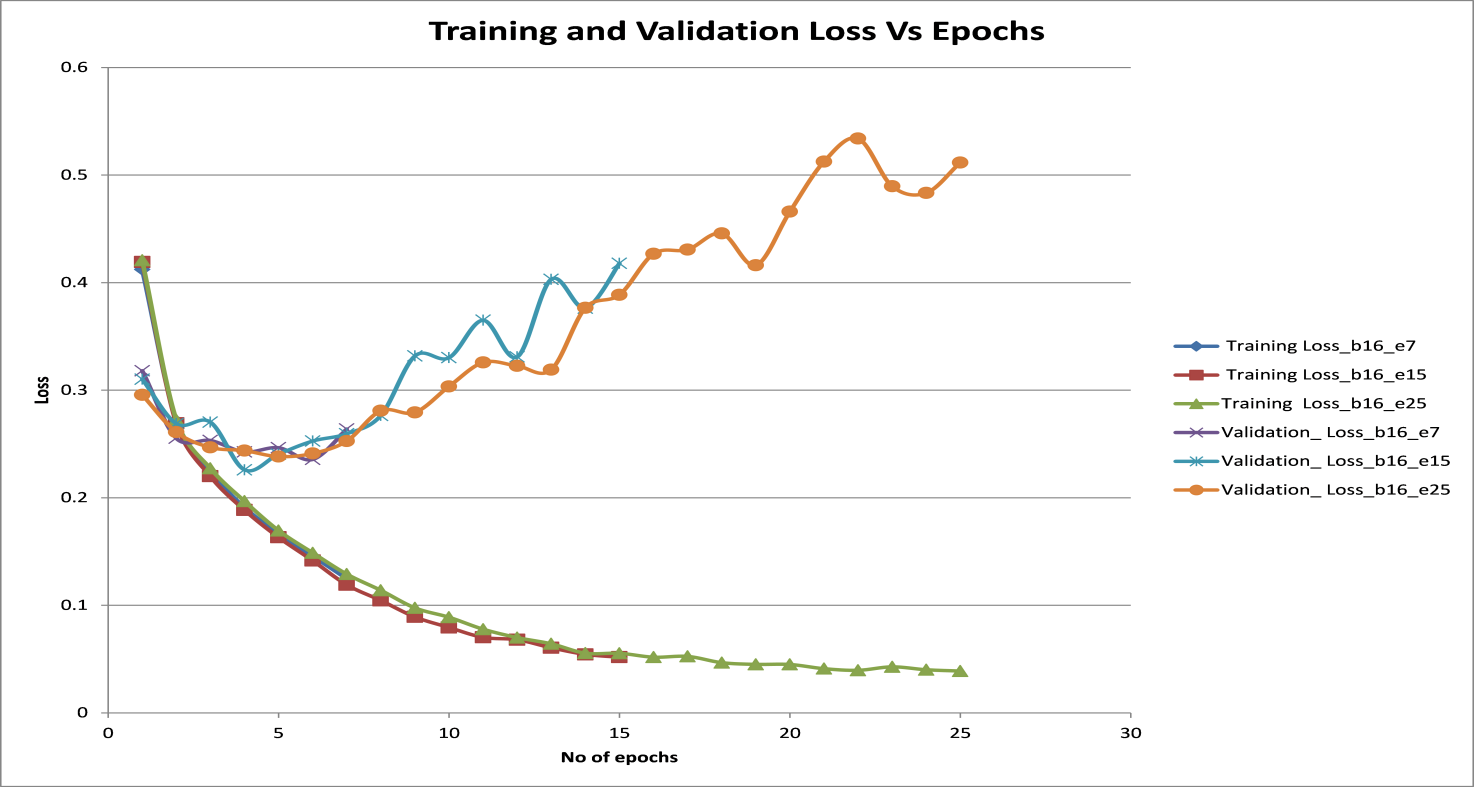 Training and Validation Loss Vs Epochs
0.6
0.5
0.4
0.3
0.2
0.1
0
Loss
0 5 10 15 20 25 30
No of epochs
Training Loss_b16_e7
Training Loss_b16_e15
Training  Loss_b16_e25
Validation_ Loss_b16_e7
Validation_ Loss_b16_e15
Validation_ Loss_b16_e25